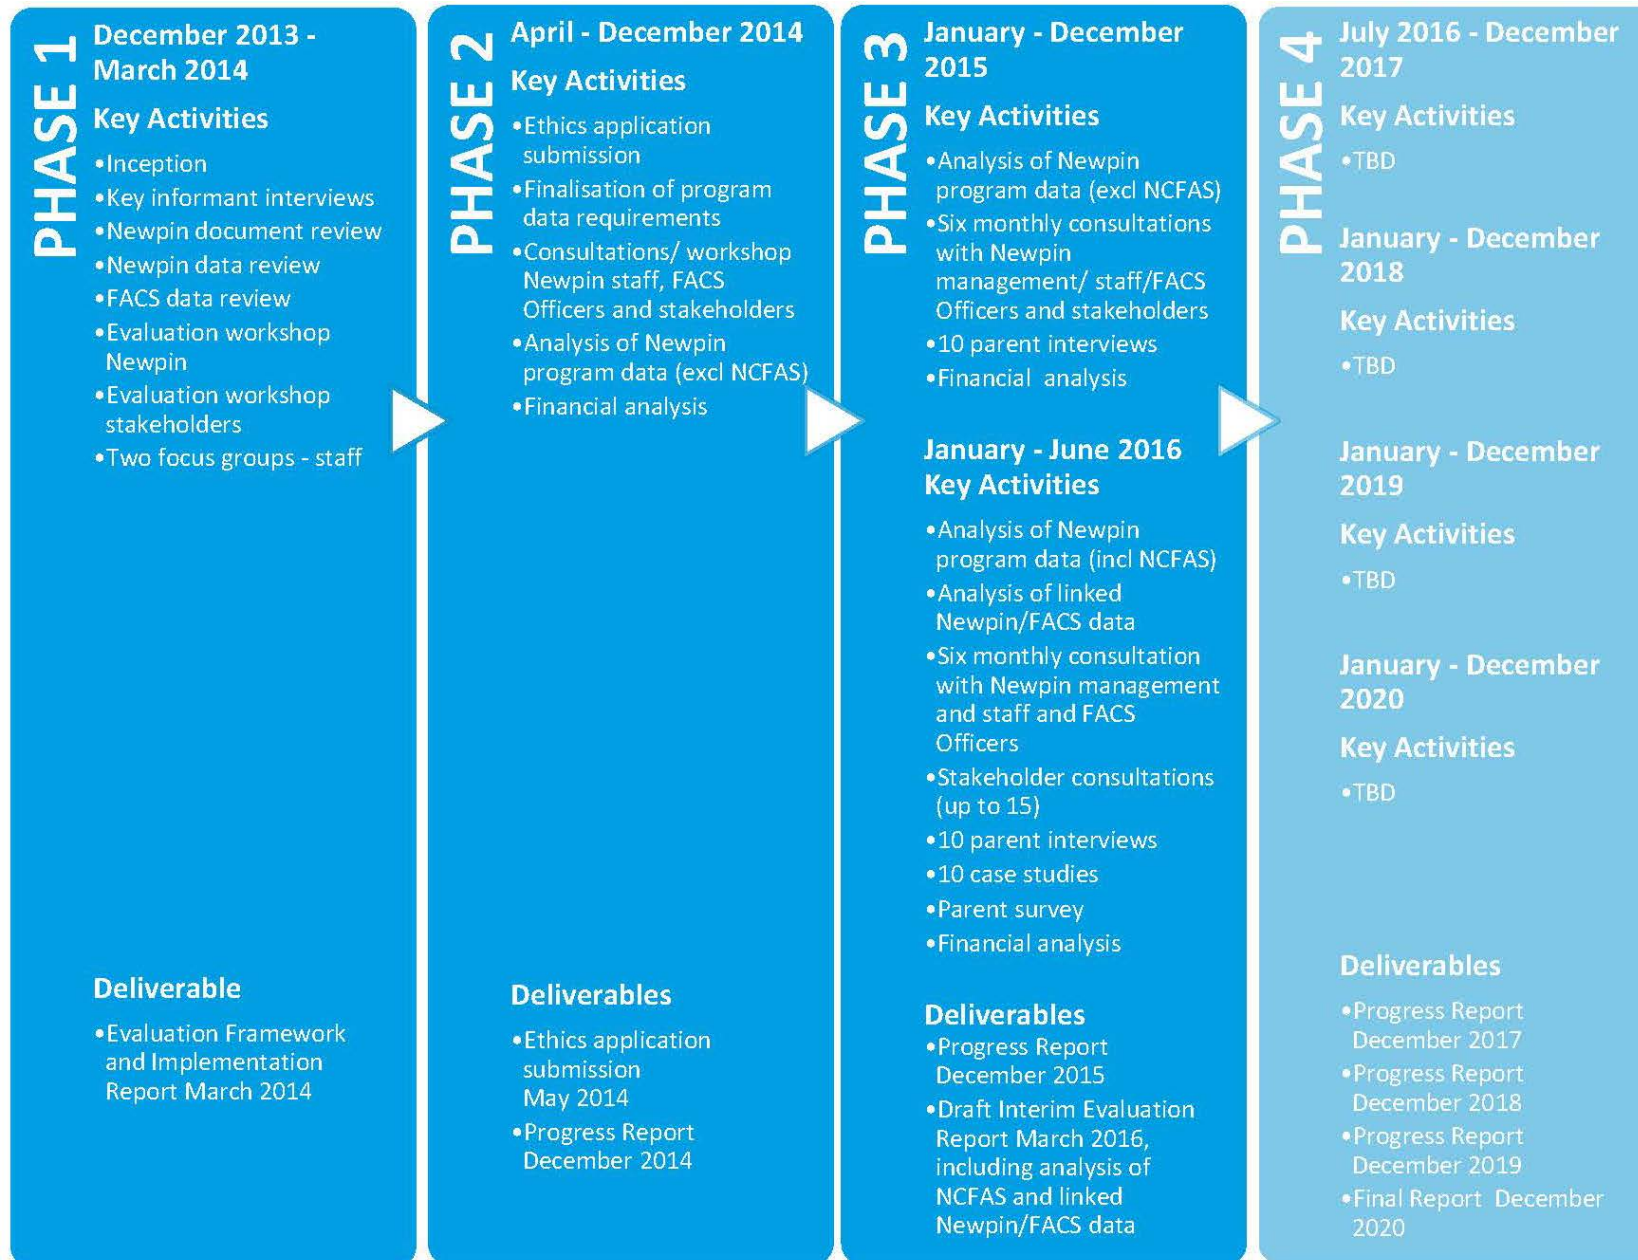 PHASE 1
December 2013 -
March 2014
Key Activities
•Inception
•Key informant interviews
•Newpin document review
•Newpin data review
•FACS data review
•Evaluation workshop
Newpin
•Evaluation workshop
stakeholders
•Two focus groups - staff
Deliverable
•Evaluation Framework
and Implementation
Report March 2014
PHASE 2
April - December 2014
Key Activities
•Ethics application
submission
•Finalisation of program
data requirements
•Consultations/ workshop
Newpin staff, FACS
Officers and stakeholders
•Analysis of Newpin
program data (excl NCFAS)
•Financial analysis
Deliverables
•Ethics application
submission
May 2014
•Progress Report
December 2014
PHASE 3
January - December
2015
Key Activities
•Analysis of Newpin
program data (excl NCFAS)
•Six monthly consultations
with Newpin
management/ staff/FACS
Officers and stakeholders
•10 parent interviews
•Financial  analysis
January - June 2016
Key Activities
•Analysis of Newpin
program data (incl NCFAS)
•Analysis of linked
Newpin/FACS data
•Six monthly consultation
with Newpin management
and staff and FACS
Officers
•Stakeholder consultations
(up to 15)
•10 parent interviews
•10 case studies
•Parent survey
•Financial analysis
Deliverables
•Progress Report
December 2015
•Draft Interim Evaluation
Report March 2016,
including analysis of
NCFAS and linked
Newpin/FACS data
PHASE 4
July 2016 - December
2017
Key Activities
•TBD
January - December
2018
Key Activities
•TBD
January - December
2019
Key Activities
•TBD
January - December
2020
Key Activities
•TBD
Deliverables
•Progress Report
December 2017
•Progress Report
December 2018
•Progress Report
December 2019
•Final Report  December
2020